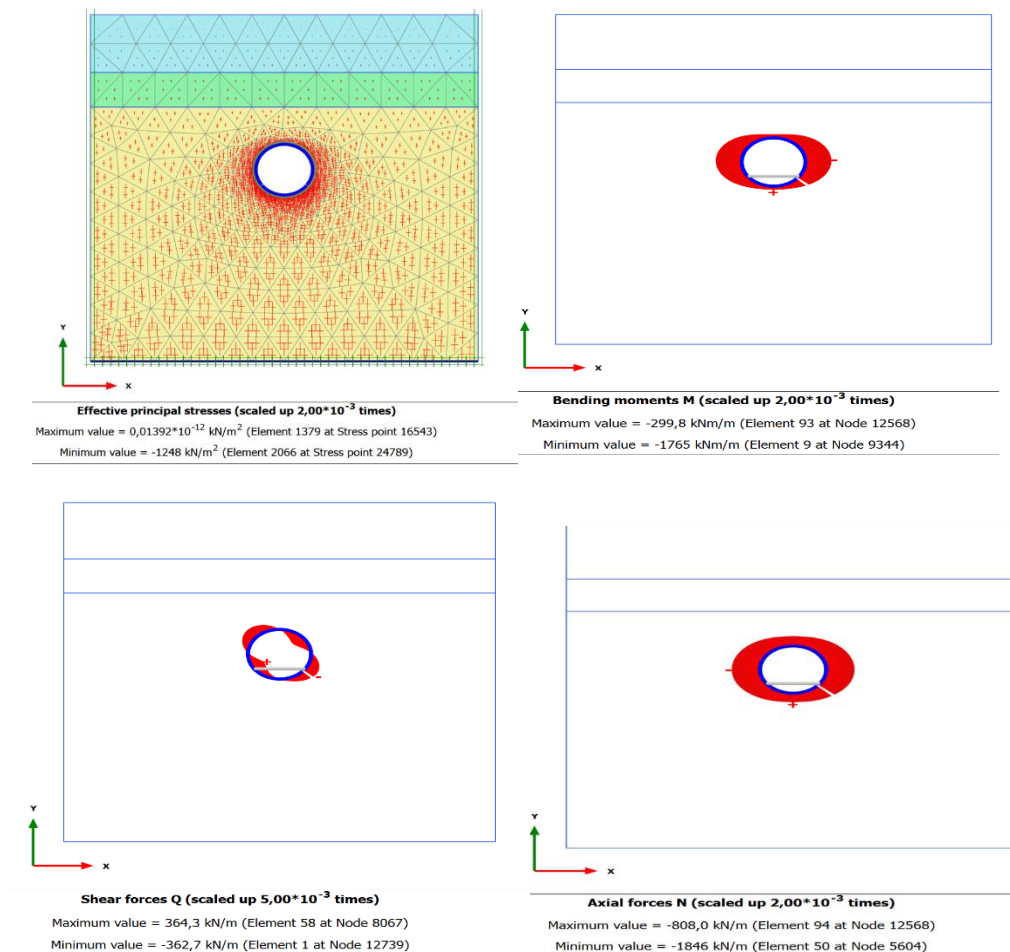 Y
X
Effective principal stresses (scaled up 2,00*10⁻³ times)
Maximum value = 0,01392*10⁻¹² kN/m² (Element 1379 at Stress point 16543)
Minimum value = -1248 kN/m² (Element 2066 at Stress point 24789)
-
+
Y
X
Bending moments M (scaled up 2,00*10⁻³ times)
Maximum value = -299,8 kNm/m (Element 93 at Node 12568)
Minimum value = -1765 kNm/m (Element 9 at Node 9344)
+
-
Y
X
Shear forces Q (scaled up 5,00*10⁻³ times)
Maximum value = 364,3 kN/m (Element 58 at Node 8067)
Minimum value = -362,7 kN/m (Element 1 at Node 12739)
-
+
Y
X
Axial forces N (scaled up 2,00*10⁻³ times)
Maximum value = -808,0 kN/m (Element 94 at Node 12568)
Minimum value = -1846 kN/m (Element 50 at Node 5604)